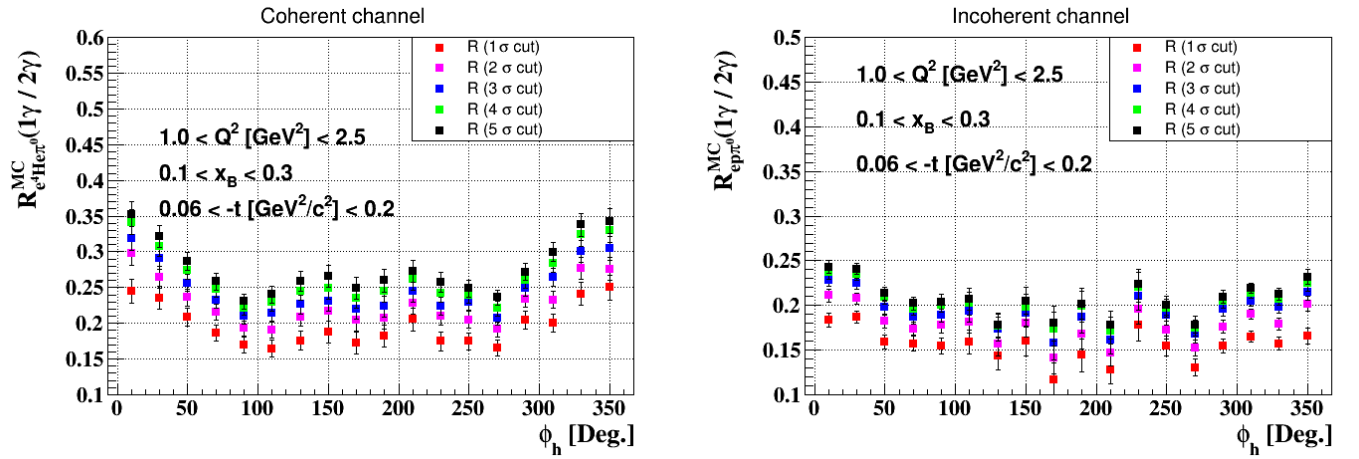 Coherent channel
R^MC_e⁴Heπ⁰(1γ / 2γ)
0.6
0.55
0.5
0.45
0.4
0.35
0.3
0.25
0.2
0.15
0.1
R (1σ cut)
R (2 σ cut)
R (3 σ cut)
R (4 σ cut)
R (5 σ cut)
1.0 < Q² [GeV²] < 2.5
0.1 < x_B < 0.3
0.06 < -t [GeV²/c²] < 0.2
0 50 100 150 200 250 300 350
ϕ_h [Deg.]
Incoherent channel
R^MC_epπ⁰(1γ / 2γ)
0.5
0.45
0.4
0.35
0.3
0.25
0.2
0.15
0.1
R (1σ cut)
R (2 σ cut)
R (3 σ cut)
R (4 σ cut)
R (5 σ cut)
1.0 < Q² [GeV²] < 2.5
0.1 < x_B < 0.3
0.06 < -t [GeV²/c²] < 0.2
0 50 100 150 200 250 300 350
ϕ_h [Deg.]